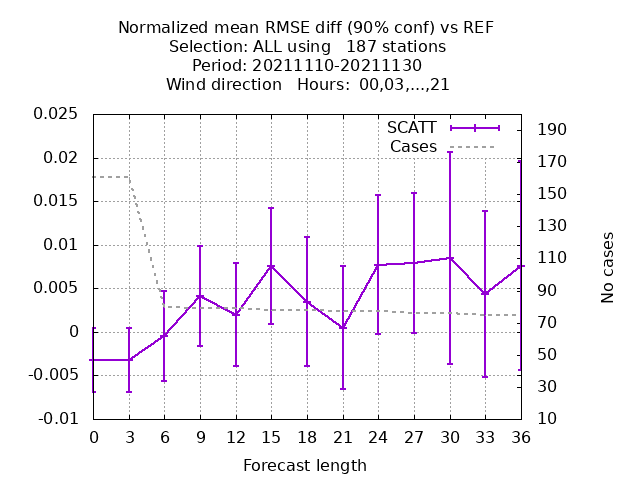 Normalized mean RMSE diff (90% conf) vs REF
Selection: ALL using   187 stations
Period: 20211110-20211130
Wind direction   Hours:  00,03,...,21
0.025
0.02
0.015
0.01
0.005
0
-0.005
-0.01
SCATT
Cases
190
170
150
130
110
90
70
50
30
10
No cases
0 3 6 9 12 15 18 21 24 27 30 33 36
Forecast length